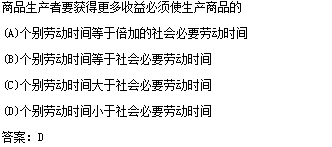 商品生产者要获得更多收益必须使生产商品的
(A)个别劳动时间等于倍加的社会必要劳动时间
(B)个别劳动时间等于社会必要劳动时间
(C)个别劳动时间大于社会必要劳动时间
(D)个别劳动时间小于社会必要劳动时间
答案：D